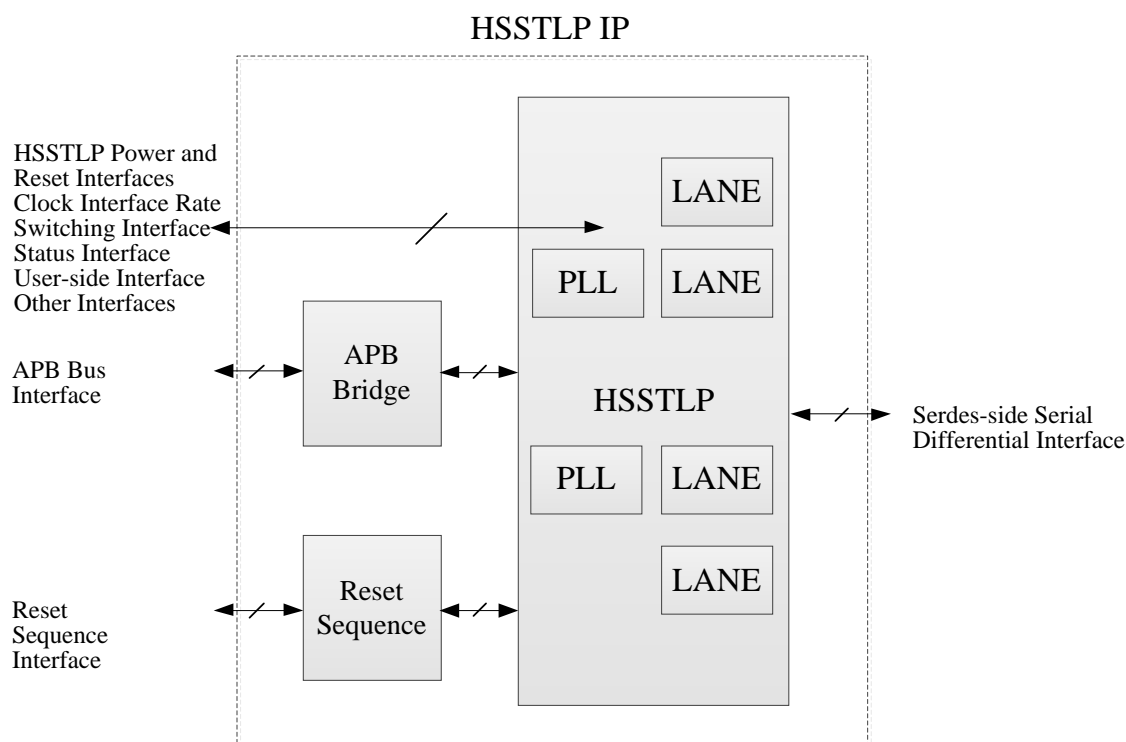 HSSTLP IP
HSSTLP Power and
Reset Interfaces
Clock Interface Rate
Switching Interface
Status Interface
User-side Interface
Other Interfaces
LANE
PLL
LANE
APB
Bridge
APB Bus
Interface
HSSTLP
Serdes-side Serial
Differential Interface
PLL
LANE
LANE
Reset
Sequence
Reset
Sequence
Interface